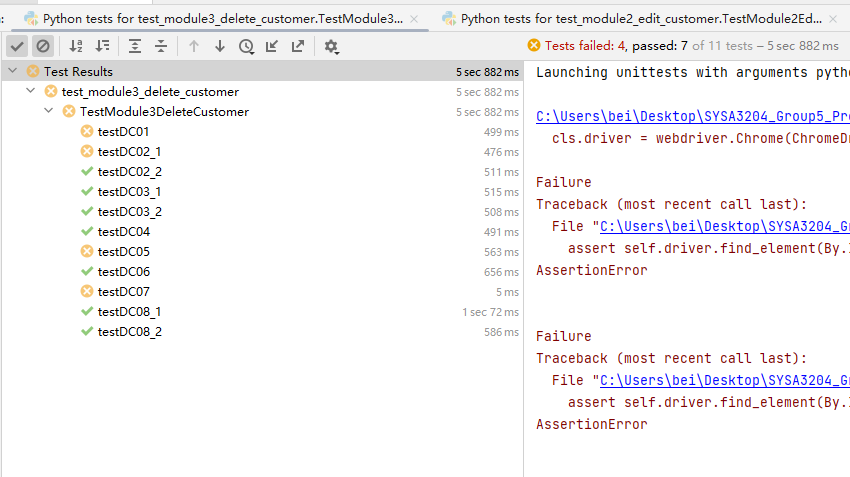 Python tests for test_module3_delete_customer.TestModule3... Python tests for test_module2_edit_customer.TestModule2Ed...
Tests failed: 4, passed: 7 of 11 tests – 5 sec 882 ms
Test Results 5 sec 882 ms
test_module3_delete_customer 5 sec 882 ms
TestModule3DeleteCustomer 5 sec 882 ms
testDC01 499 ms
testDC02_1 476 ms
testDC02_2 511 ms
testDC03_1 515 ms
testDC03_2 508 ms
testDC04 491 ms
testDC05 563 ms
testDC06 656 ms
testDC07 5 ms
testDC08_1 1 sec 72 ms
testDC08_2 586 ms
Launching unittests with arguments pyth
C:\Users\bei\Desktop\SYSA3204_Group5_Pr
cls.driver = webdriver.Chrome(ChromeD
Failure
Traceback (most recent call last):
File "C:\Users\bei\Desktop\SYSA3204_G
assert self.driver.find_element(By.
AssertionError
Failure
Traceback (most recent call last):
File "C:\Users\bei\Desktop\SYSA3204_G
assert self.driver.find_element(By.
AssertionError